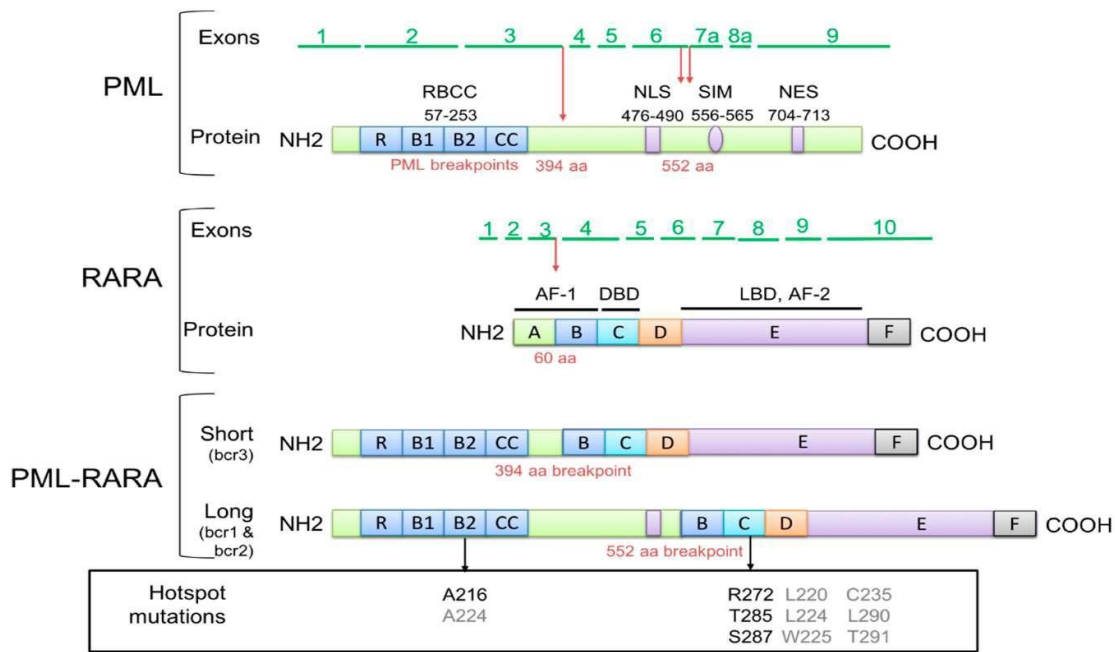 Exons 1 2 3 4 5 6 7a 8a 9
PML
RBCC NLS SIM NES
57-253 476-490 556-565 704-713
Protein NH2 R B1 B2 CC COOH
PML breakpoints 394 aa 552 aa
Exons 1 2 3 4 5 6 7 8 9 10
RARA
AF-1 DBD LBD, AF-2
Protein NH2 A B C D E F COOH
60 aa
Short NH2 R B1 B2 CC B C D E F COOH
(bcr3)
394 aa breakpoint
PML-RARA
Long NH2 R B1 B2 CC B C D E F COOH
(bcr1 &
bcr2) 552 aa breakpoint
Hotspot A216 R272 L220 C235
mutations A224 T285 L224 L290
S287 W225 T291